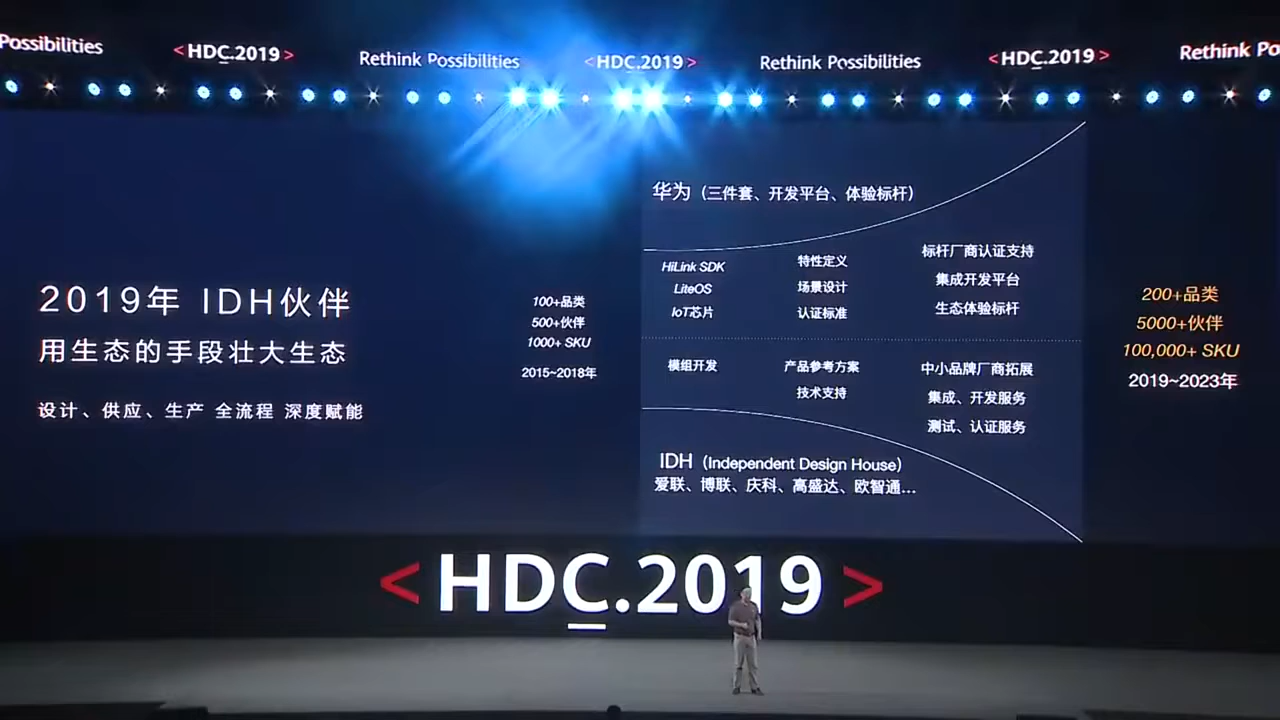 Possibilities
<HDC.2019>
Rethink Possibilities
<HDC.2019>
Rethink Possibilities
<HDC.2019>
Rethink Po
2019年 IDH伙伴
用生态的手段壮大生态
设计、供应、生产 全流程 深度赋能
100+品类
500+伙伴
1000+ SKU
2015~2018年
华为（三件套、开发平台、体验标杆）
HiLink SDK
LiteOS
IoT芯片
特性定义
场景设计
认证标准
标杆厂商认证支持
集成开发平台
生态体验标杆
模组开发
产品参考方案
技术支持
中小品牌厂商拓展
集成、开发服务
测试、认证服务
IDH（Independent Design House）
爱联、博联、庆科、高盛达、欧智通...
200+品类
5000+伙伴
100,000+ SKU
2019~2023年
<HDC.2019>